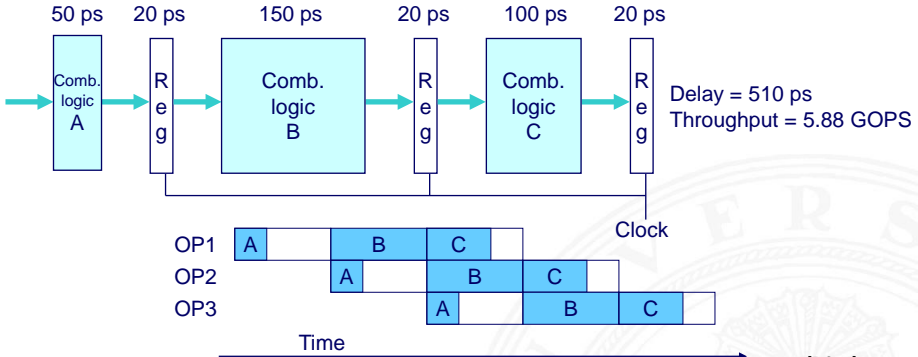 50 ps 20 ps 150 ps 20 ps 100 ps 20 ps
Comb.
logic
A
R
e
g
Comb.
logic
B
R
e
g
Comb.
logic
C
R
e
g
Delay = 510 ps
Throughput = 5.88 GOPS
Clock
OP1 A B C
OP2 A B C
OP3 A B C
Time